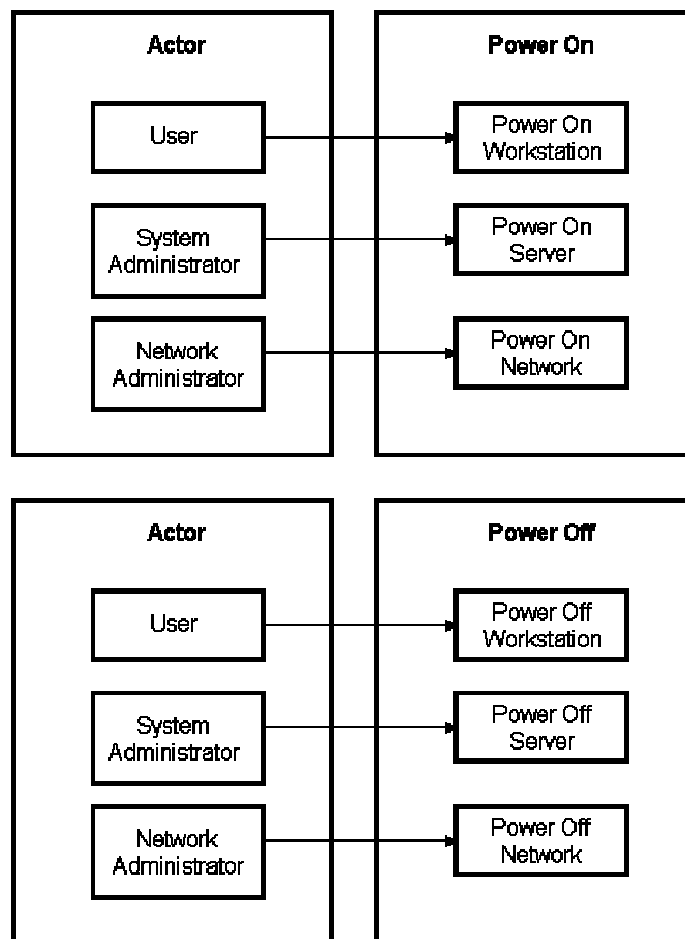 Actor
Power On
User
Power On
Workstation
System
Administrator
Power On
Server
Network
Administrator
Power On
Network
Actor
Power Off
User
Power Off
Workstation
System
Administrator
Power Off
Server
Network
Administrator
Power Off
Network